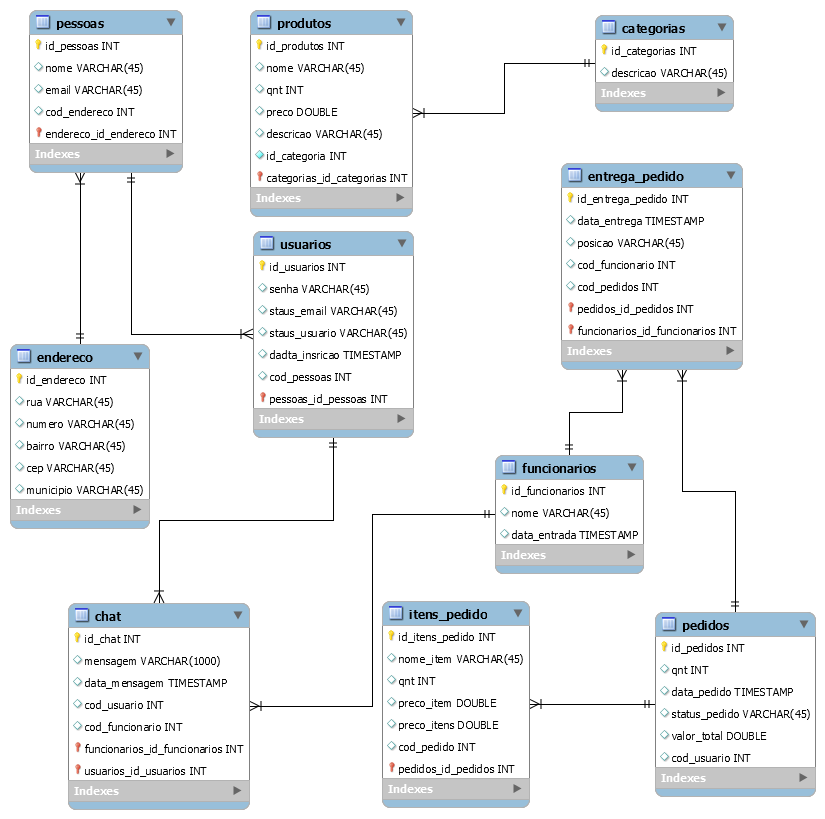 pessoas
id_pessoas INT
nome VARCHAR(45)
email VARCHAR(45)
cod_endereco INT
endereco_id_endereco INT
Indexes
produtos
id_produtos INT
nome VARCHAR(45)
qnt INT
preco DOUBLE
descricao VARCHAR(45)
id_categoria INT
categorias_id_categorias INT
Indexes
categorias
id_categorias INT
descricao VARCHAR(45)
Indexes
entrega_pedido
id_entrega_pedido INT
data_entrega TIMESTAMP
posicao VARCHAR(45)
cod_funcionario INT
cod_pedidos INT
pedidos_id_pedidos INT
funcionarios_id_funcionarios INT
Indexes
usuarios
id_usuarios INT
senha VARCHAR(45)
staus_email VARCHAR(45)
staus_usuario VARCHAR(45)
dadta_insricao TIMESTAMP
cod_pessoas INT
pessoas_id_pessoas INT
Indexes
endereco
id_endereco INT
rua VARCHAR(45)
numero VARCHAR(45)
bairro VARCHAR(45)
cep VARCHAR(45)
municipio VARCHAR(45)
Indexes
funcionarios
id_funcionarios INT
nome VARCHAR(45)
data_entrada TIMESTAMP
Indexes
chat
id_chat INT
mensagem VARCHAR(1000)
data_mensagem TIMESTAMP
cod_usuario INT
cod_funcionario INT
funcionarios_id_funcionarios INT
usuarios_id_usuarios INT
Indexes
itens_pedido
id_itens_pedido INT
nome_item VARCHAR(45)
qnt INT
preco_item DOUBLE
preco_itens DOUBLE
cod_pedido INT
pedidos_id_pedidos INT
Indexes
pedidos
id_pedidos INT
qnt INT
data_pedido TIMESTAMP
status_pedido VARCHAR(45)
valor_total DOUBLE
cod_usuario INT
Indexes